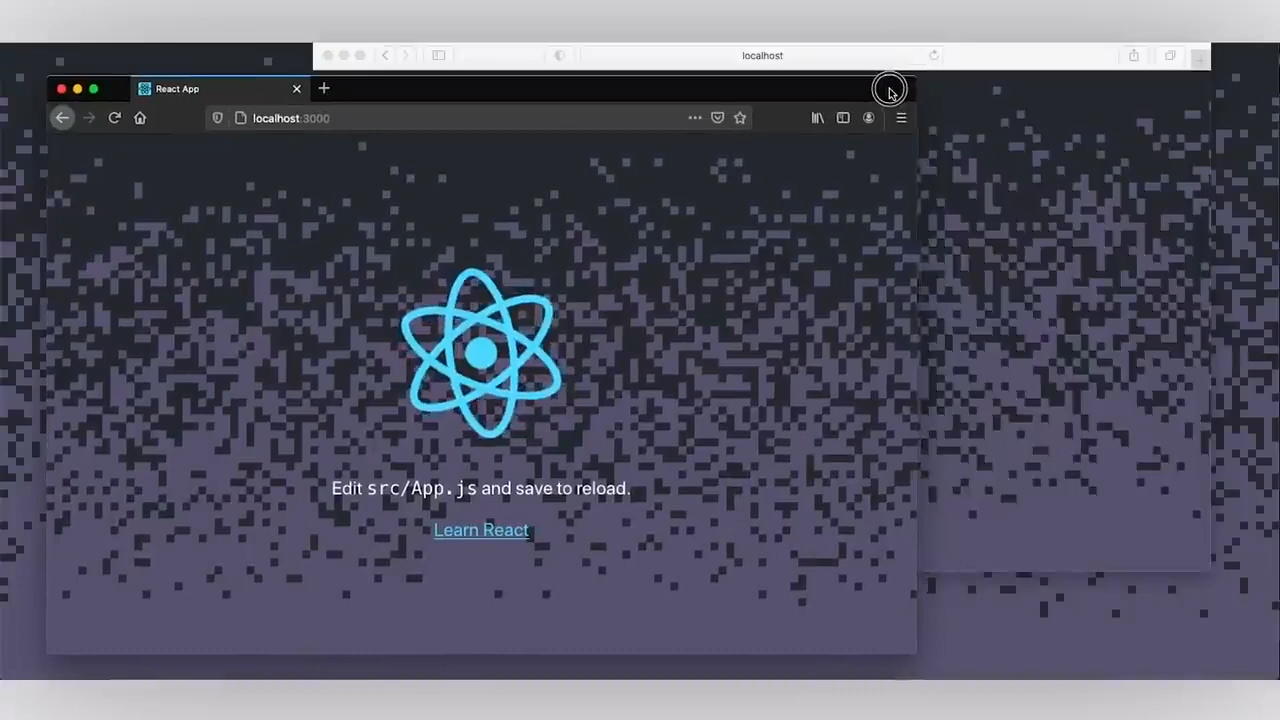 localhost
React App
localhost:3000
Edit src/App.js and save to reload.
Learn React